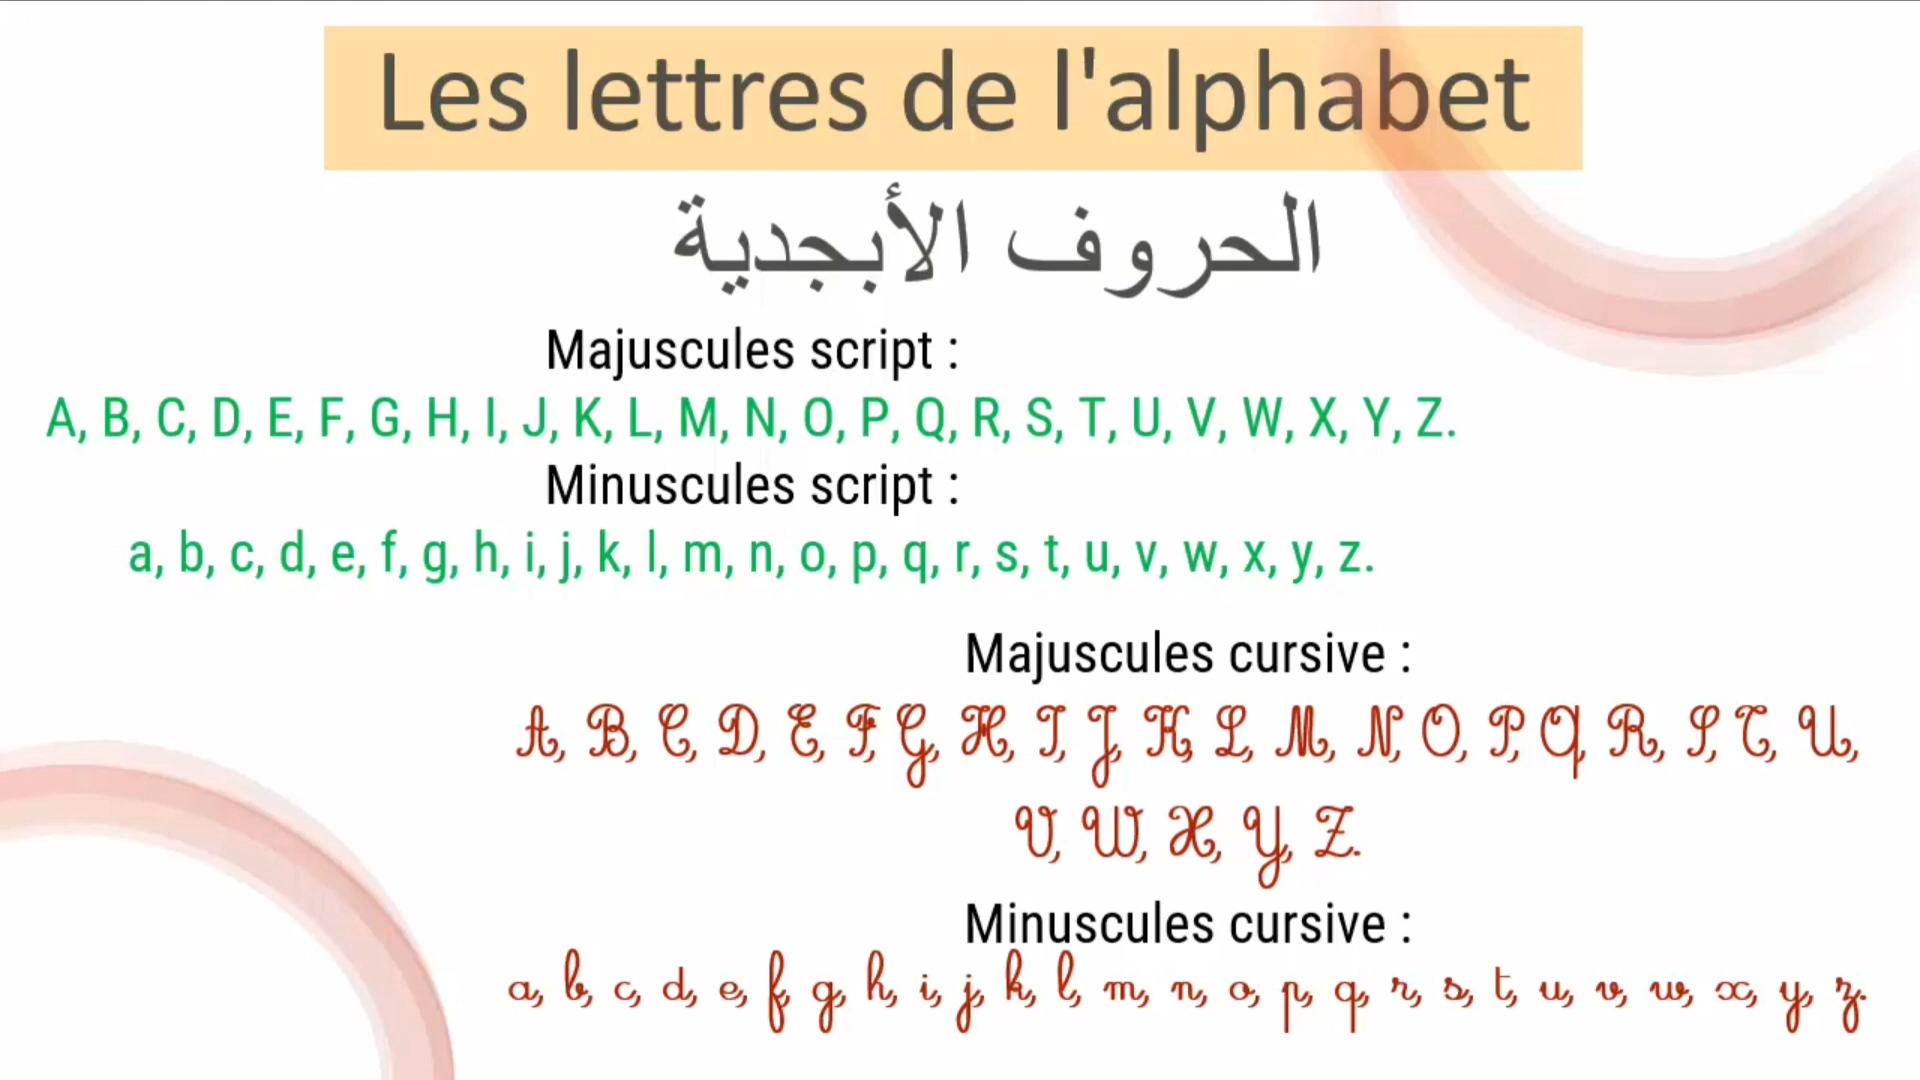 Les lettres de l'alphabet
الحروف الأبجدية
Majuscules script :
A, B, C, D, E, F, G, H, I, J, K, L, M, N, O, P, Q, R, S, T, U, V, W, X, Y, Z.
Minuscules script :
a, b, c, d, e, f, g, h, i, j, k, l, m, n, o, p, q, r, s, t, u, v, w, x, y, z.
Majuscules cursive :
A, B, C, D, E, F, G, H, I, J, K, L, M, N, O, P, Q, R, S, T, U,
V, W, X, Y, Z.
Minuscules cursive :
a, b, c, d, e, f, g, h, i, j, k, l, m, n, o, p, q, r, s, t, u, v, w, x, y, z.